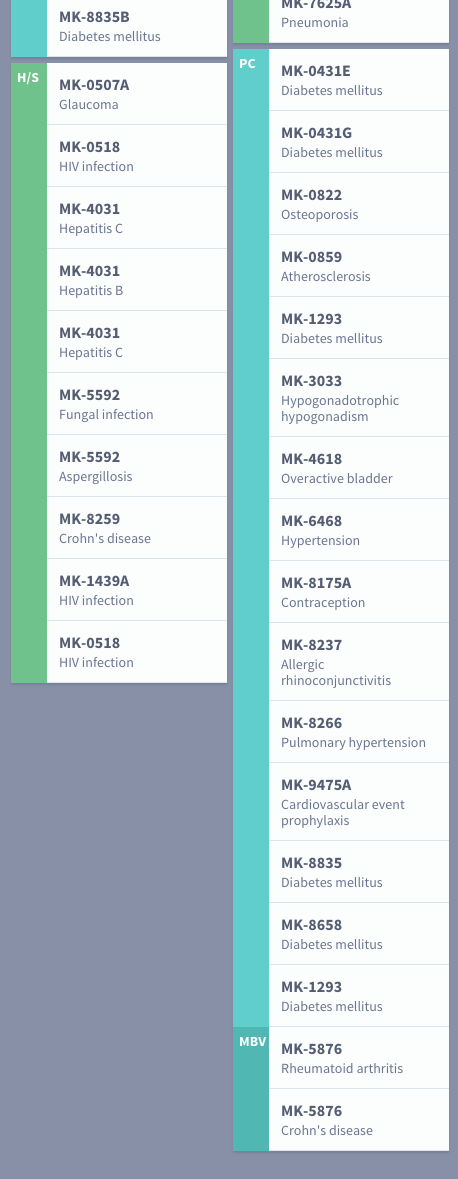 MK-8835B
Diabetes mellitus
H/S
MK-0507A
Glaucoma
MK-0518
HIV infection
MK-4031
Hepatitis C
MK-4031
Hepatitis B
MK-4031
Hepatitis C
MK-5592
Fungal infection
MK-5592
Aspergillosis
MK-8259
Crohn's disease
MK-1439A
HIV infection
MK-0518
HIV infection
MK-7625A
Pneumonia
PC
MK-0431E
Diabetes mellitus
MK-0431G
Diabetes mellitus
MK-0822
Osteoporosis
MK-0859
Atherosclerosis
MK-1293
Diabetes mellitus
MK-3033
Hypogonadotrophic
hypogonadism
MK-4618
Overactive bladder
MK-6468
Hypertension
MK-8175A
Contraception
MK-8237
Allergic
rhinoconjunctivitis
MK-8266
Pulmonary hypertension
MK-9475A
Cardiovascular event
prophylaxis
MK-8835
Diabetes mellitus
MK-8658
Diabetes mellitus
MK-1293
Diabetes mellitus
MBV
MK-5876
Rheumatoid arthritis
MK-5876
Crohn's disease